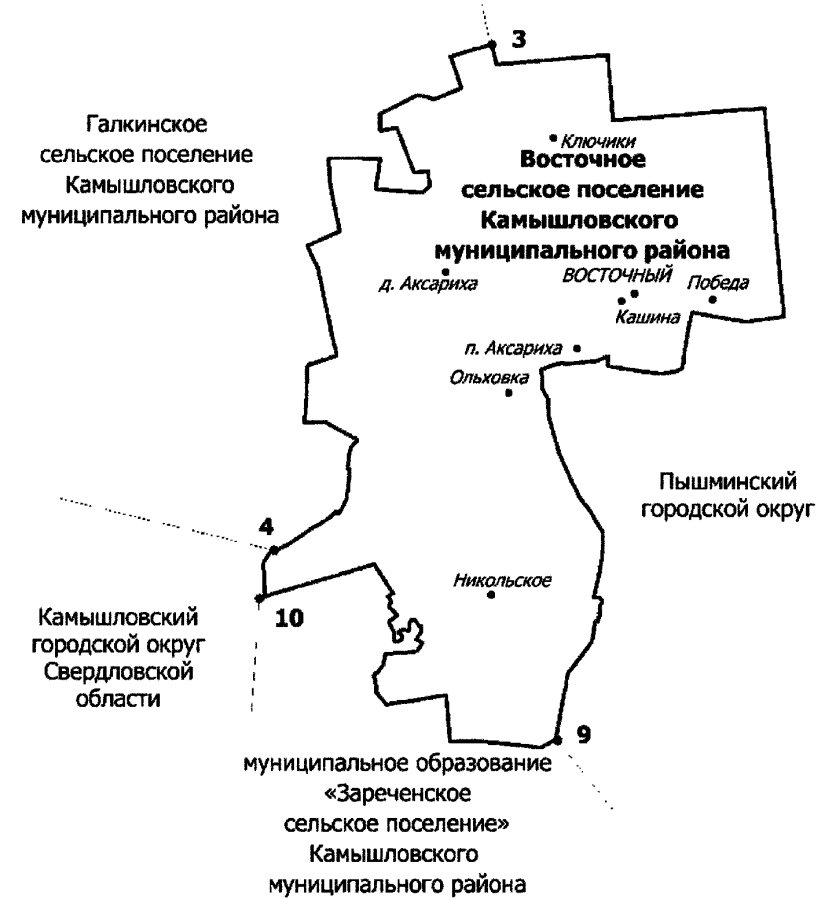 3
Галкинское
сельское поселение
Камышловского
муниципального района
Ключики
Восточное
сельское поселение
Камышловского
муниципального района
д. Аксариха
ВОСТОЧНЫЙ
Победа
Кашина
п. Аксариха
Ольховка
Пышминский
городской округ
4
Никольское
10
Камышловский
городской округ
Свердловской
области
9
муниципальное образование
«Зареченское
сельское поселение»
Камышловского
муниципального района